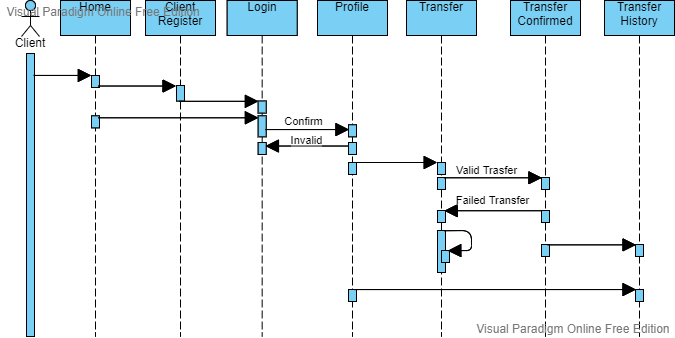 Visual Paradigm Online Free Edition
Home
Client
Register
Login
Profile
Transfer
Transfer
Confirmed
Transfer
History
Client
Confirm
Invalid
Valid Trasfer
Failed Transfer
Visual Paradigm Online Free Edition